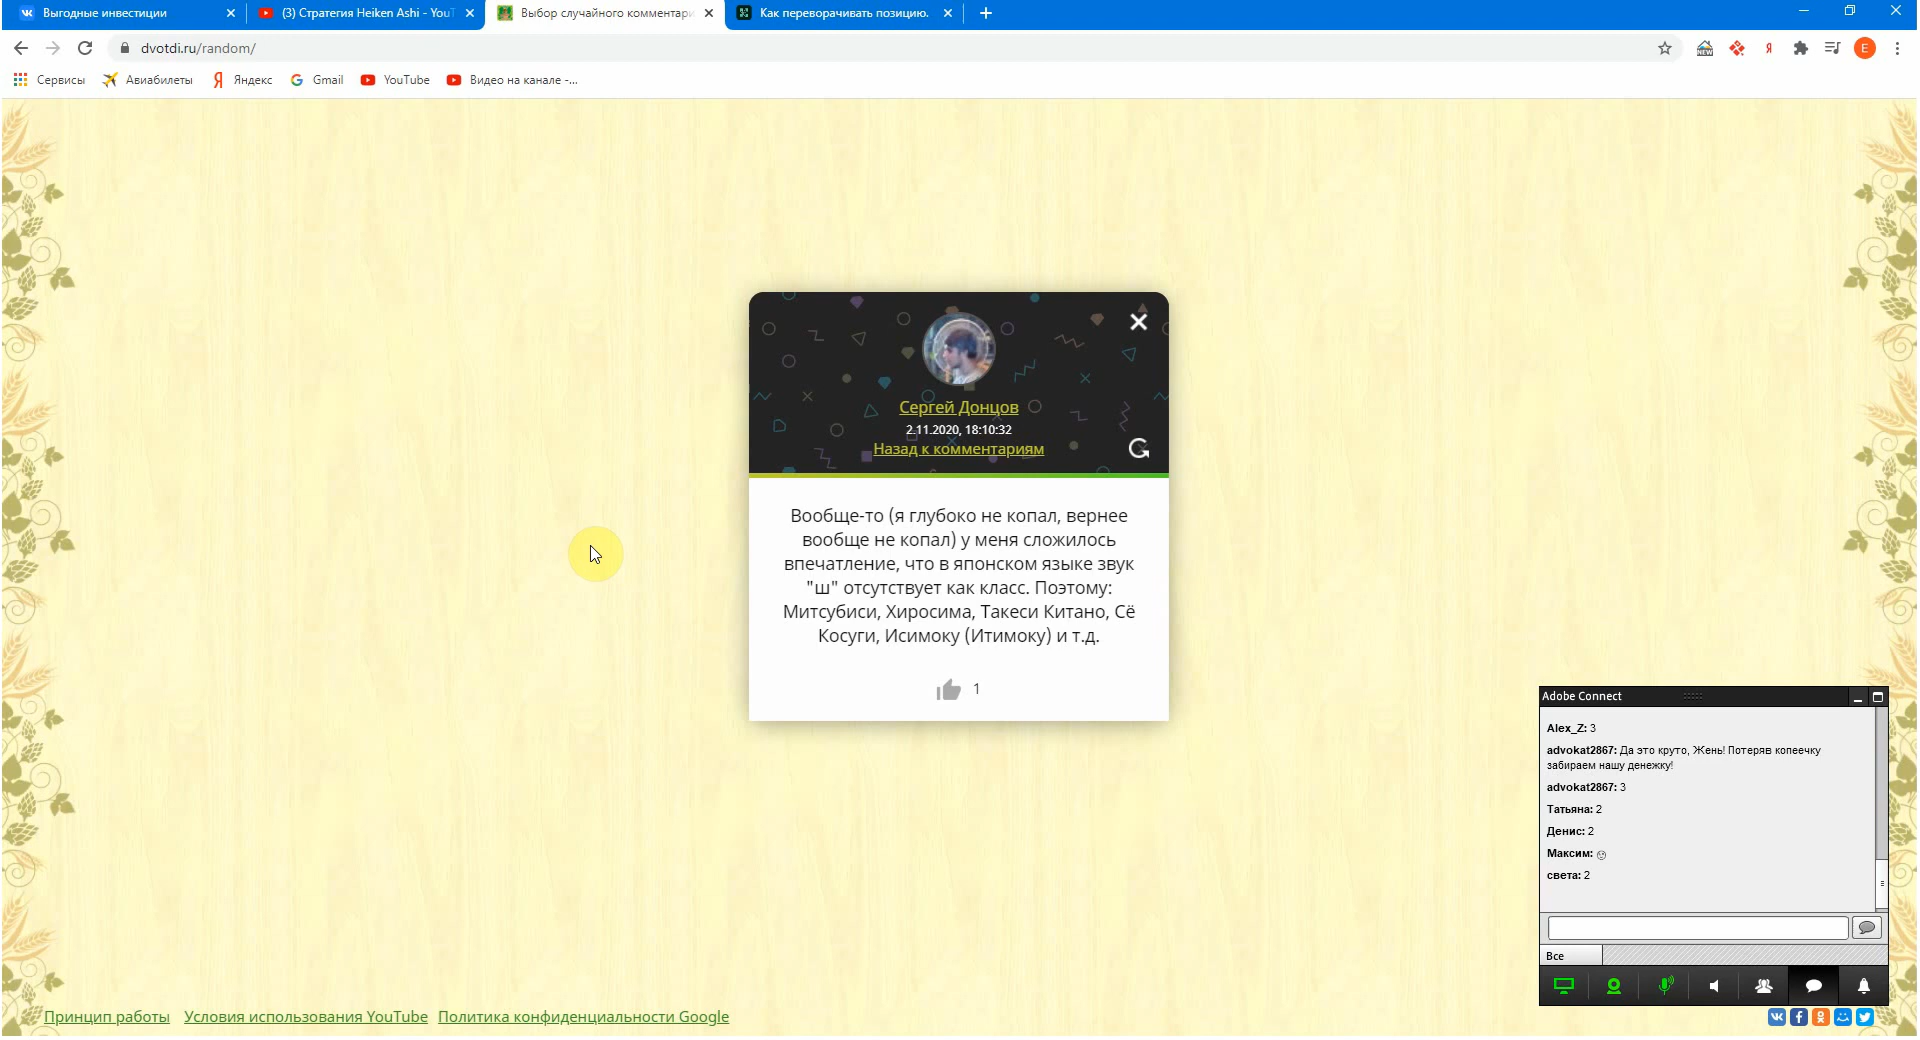 Выгодные инвестиции
(3) Стратегия Heiken Ashi - YouT
Выбор случайного комментари
Как переворачивать позицию.
dvotdi.ru/random/
E
Сервисы
Авиабилеты
Яндекс
Gmail
YouTube
Видео на канале -...
Сергей Донцов
2.11.2020, 18:10:32
Назад к комментариям
Вообще-то (я глубоко не копал, вернее
вообще не копал) у меня сложилось
впечатление, что в японском языке звук
"ш" отсутствует как класс. Поэтому:
Митсубиси, Хиросима, Такеси Китано, Сё
Косуги, Исимоку (Итимоку) и т.д.
1
Adobe Connect
Alex_Z: 3
advokat2867: Да это круто, Жень! Потеряв копеечку
забираем нашу денежку!
advokat2867: 3
Татьяна: 2
Денис: 2
Максим:
света: 2
Все
Принцип работы
Условия использования YouTube
Политика конфиденциальности Google